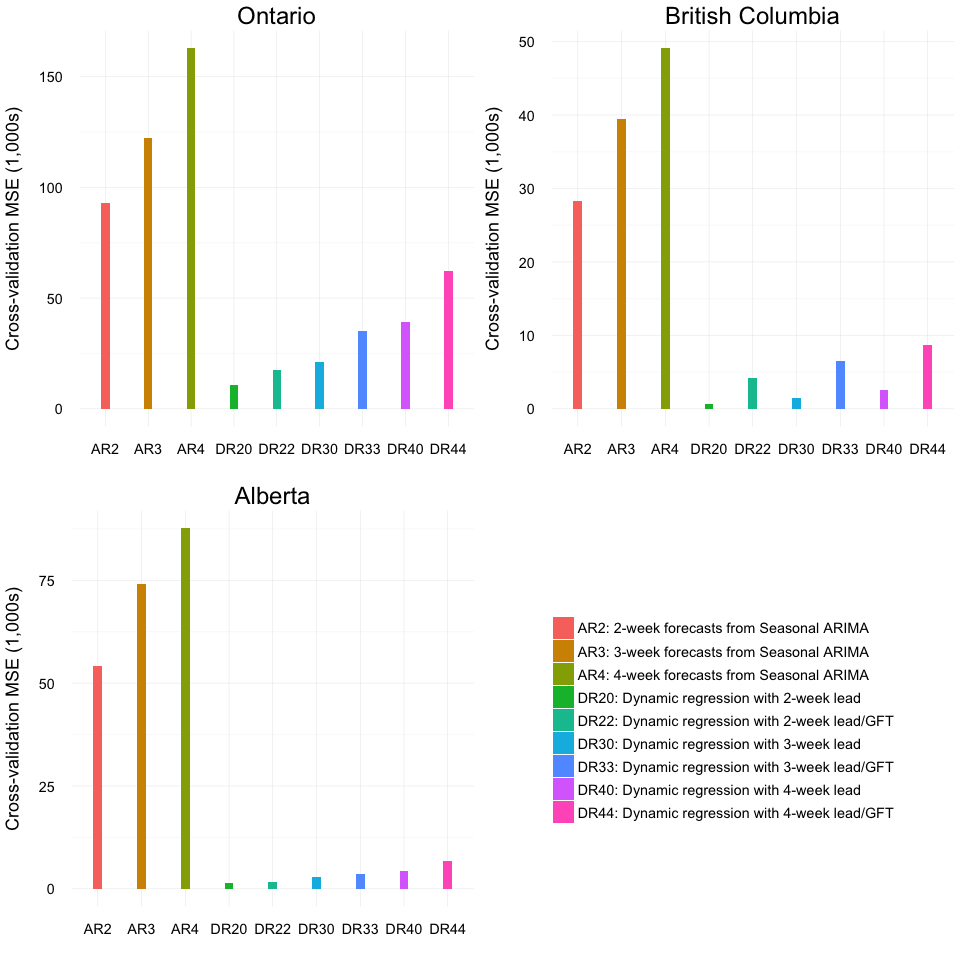 Ontario
Cross-validation MSE (1,000s)
150
100
50
0
AR2 AR3 AR4 DR20 DR22 DR30 DR33 DR40 DR44
British Columbia
Cross-validation MSE (1,000s)
50
40
30
20
10
0
AR2 AR3 AR4 DR20 DR22 DR30 DR33 DR40 DR44
Alberta
Cross-validation MSE (1,000s)
75
50
25
0
AR2 AR3 AR4 DR20 DR22 DR30 DR33 DR40 DR44
AR2: 2-week forecasts from Seasonal ARIMA
AR3: 3-week forecasts from Seasonal ARIMA
AR4: 4-week forecasts from Seasonal ARIMA
DR20: Dynamic regression with 2-week lead
DR22: Dynamic regression with 2-week lead/GFT
DR30: Dynamic regression with 3-week lead
DR33: Dynamic regression with 3-week lead/GFT
DR40: Dynamic regression with 4-week lead
DR44: Dynamic regression with 4-week lead/GFT